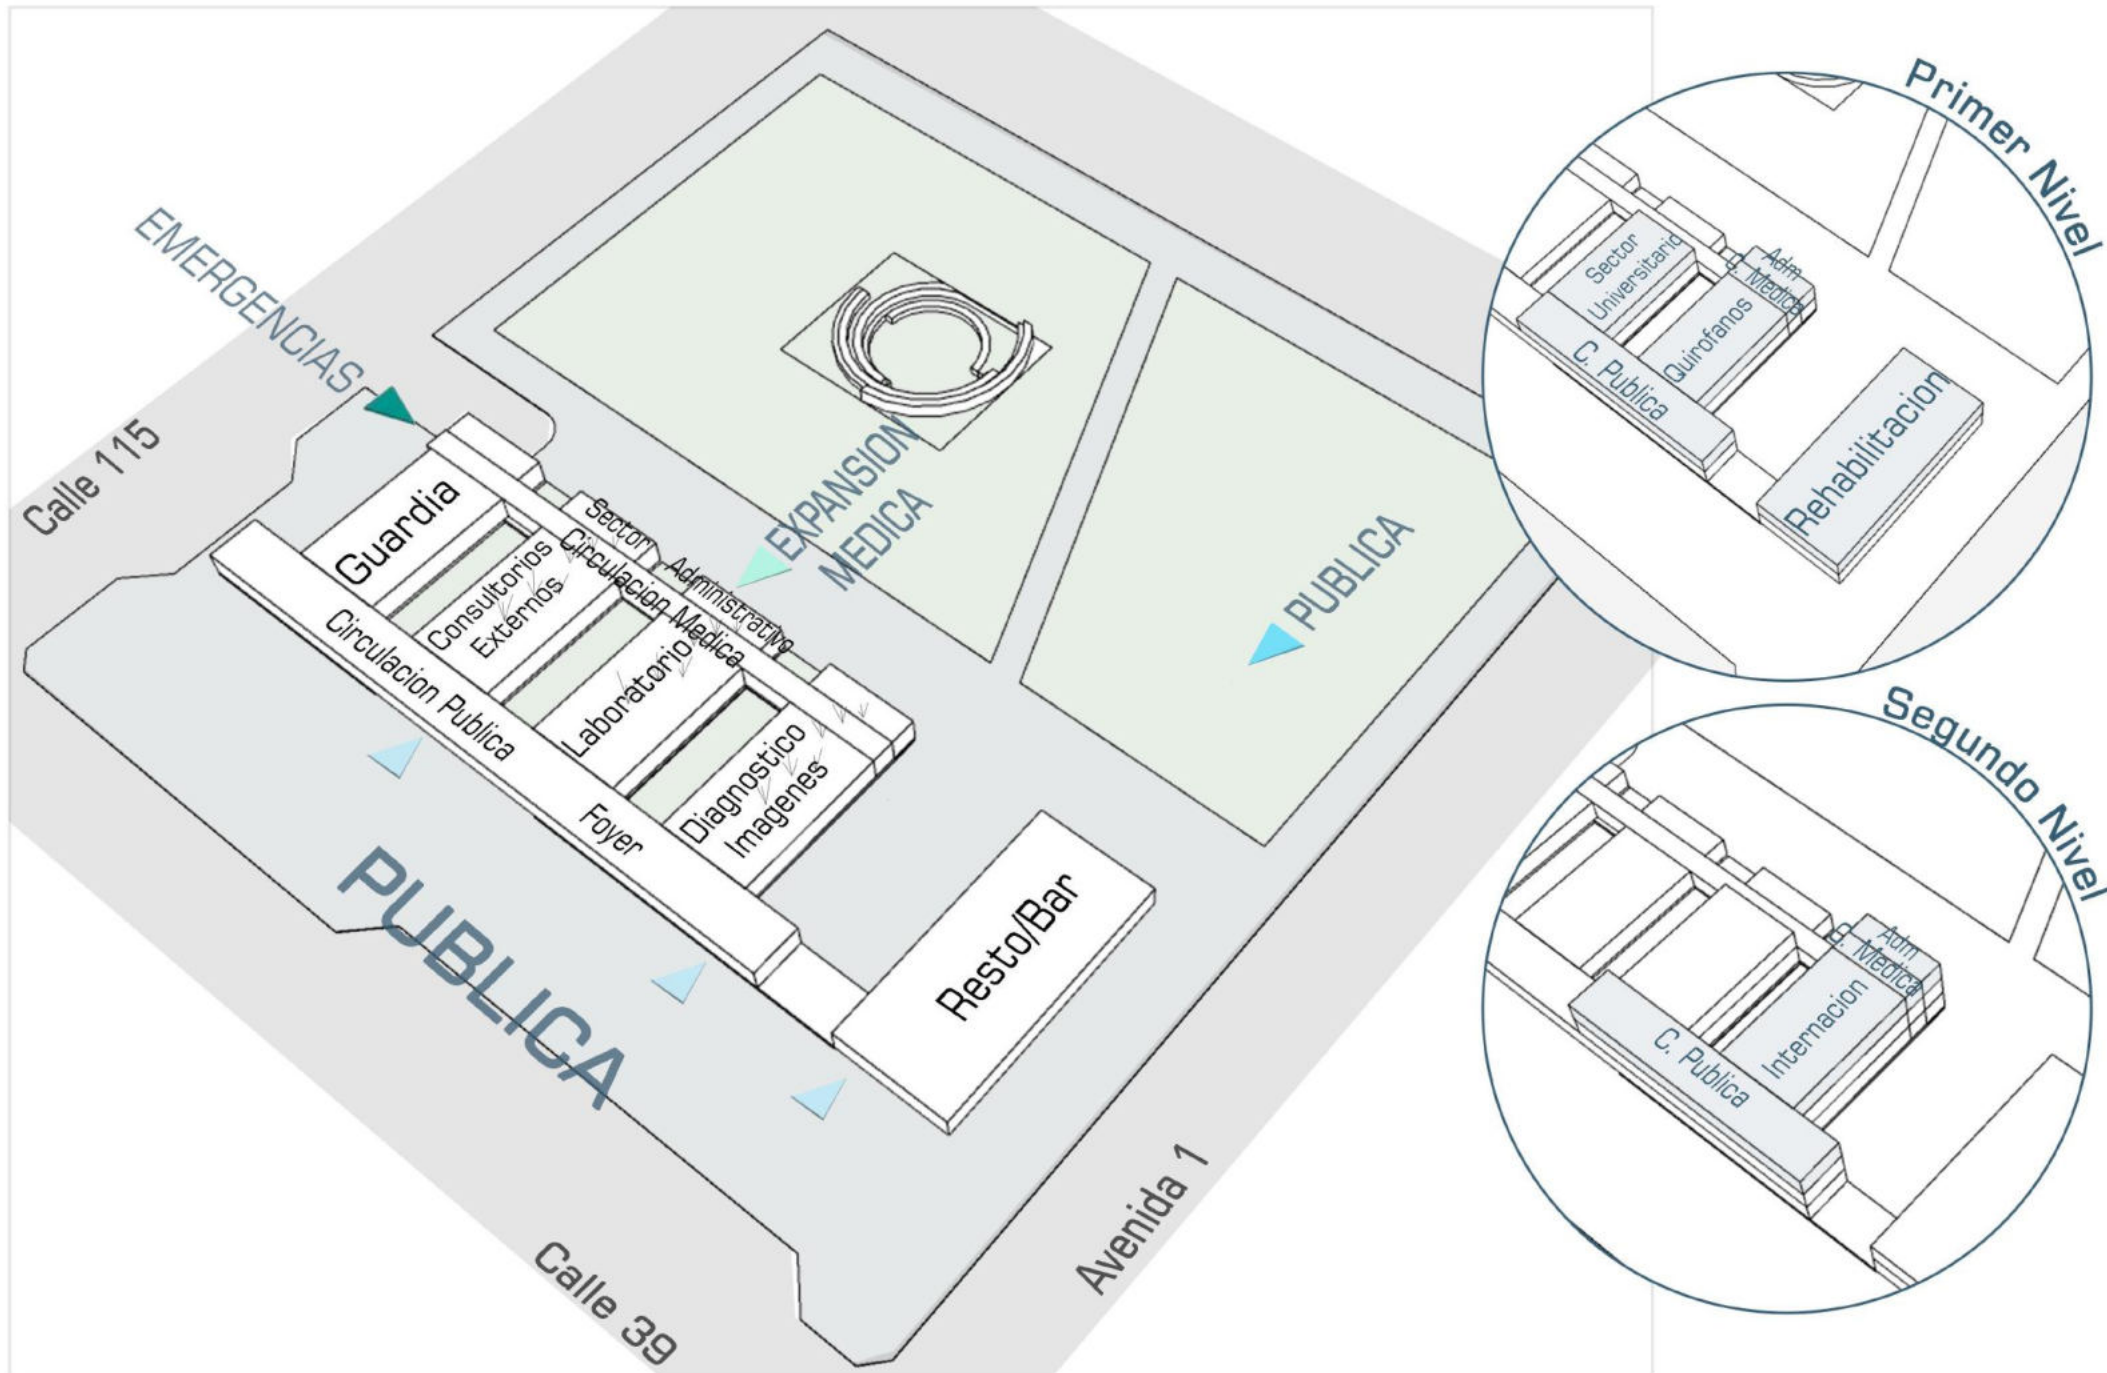 EMERGENCIAS
Calle 115
Guardia
Consultorios
Externos
Laboratorio
Diagnostico
Imagenes
Sector
Administrativo
Circulacion Medica
Circulacion Publica
Foyer
Resto/Bar
EXPANSION
MEDICA
PUBLICA
PUBLICA
Calle 39
Avenida 1
Primer Nivel
Sector
Universitario
Adm
C. Medica
Quirofanos
C. Publica
Rehabilitacion
Segundo Nivel
Adm
C. Medica
Internacion
C. Publica